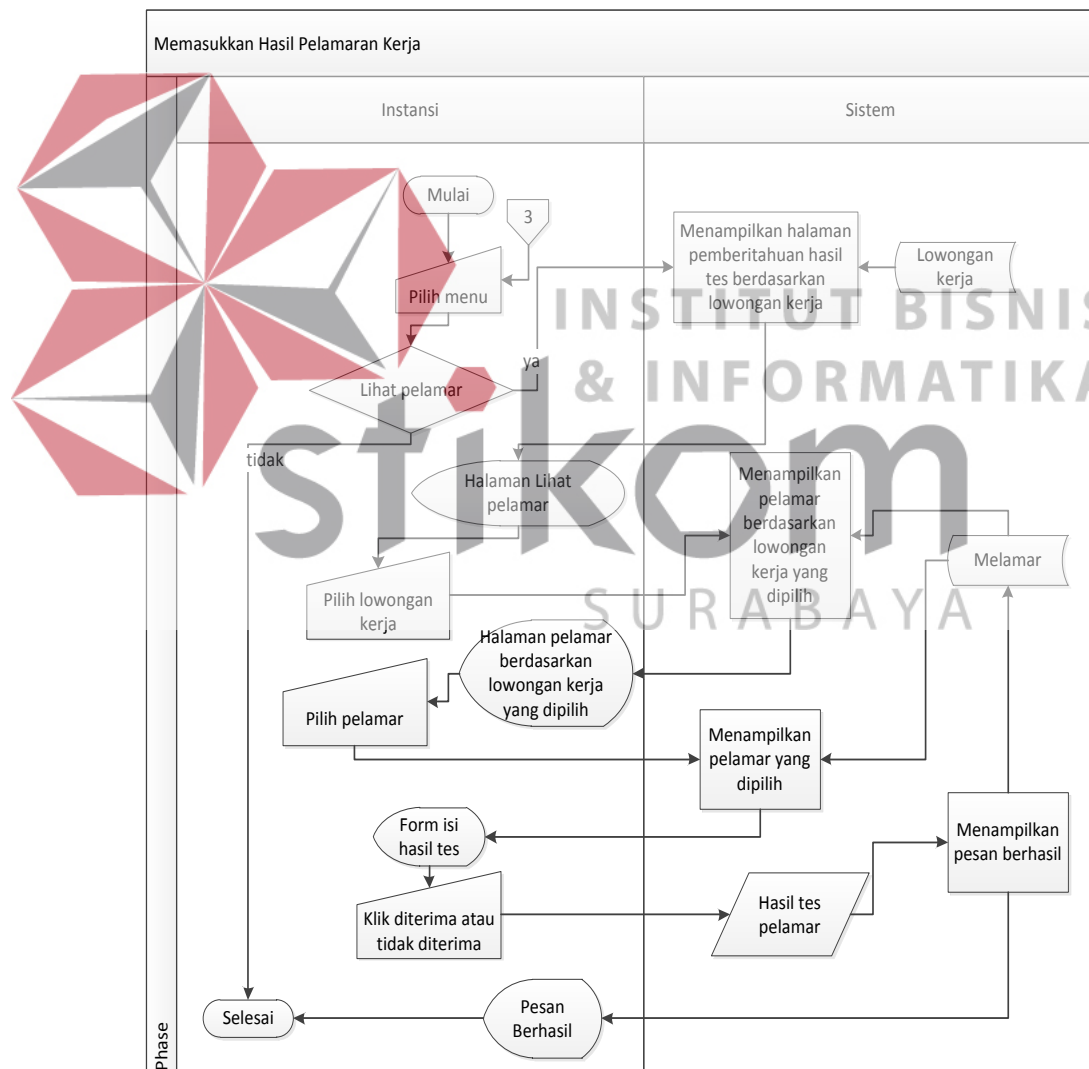 Memasukkan Hasil Pelamaran Kerja
Instansi
Sistem
Mulai
3
Pilih menu
Menampilkan halaman
pemberitahuan hasil
tes berdasarkan
lowongan kerja
Lowongan
kerja
INSTITUT BISNIS
& INFORMATIKA
stikom
SURABAYA
Lihat pelamar
ya
tidak
Halaman Lihat
pelamar
Menampilkan
pelamar
berdasarkan
lowongan
kerja yang
dipilih
Melamar
Pilih lowongan
kerja
Halaman pelamar
berdasarkan
lowongan kerja
yang dipilih
Pilih pelamar
Menampilkan
pelamar yang
dipilih
Form isi
hasil tes
Menampilkan
pesan berhasil
Klik diterima atau
tidak diterima
Hasil tes
pelamar
Selesai
Pesan
Berhasil
Phase